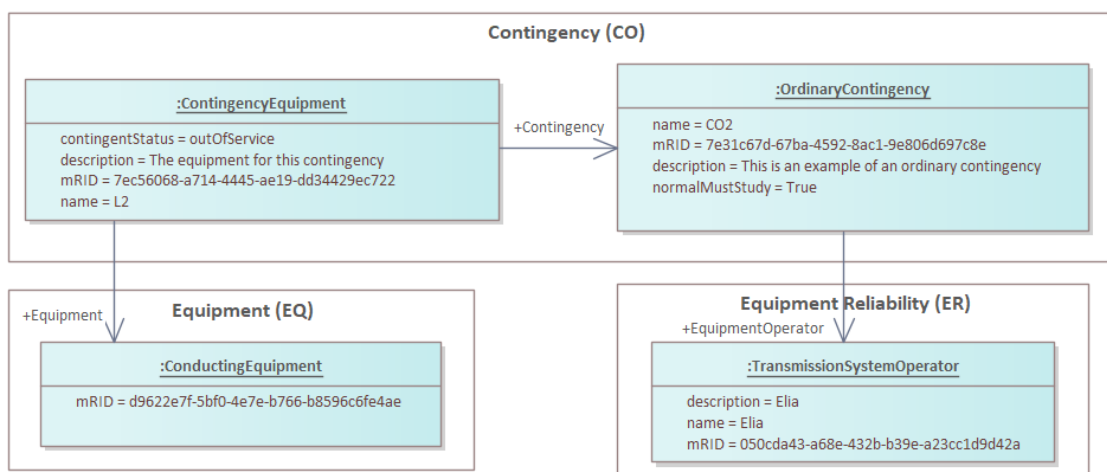 Contingency (CO)
:ContingencyEquipment
contingentStatus = outOfService
description = The equipment for this contingency
mRID = 7ec56068-a714-4445-ae19-dd34429ec722
name = L2
+Contingency
:OrdinaryContingency
name = CO2
mRID = 7e31c67d-67ba-4592-8ac1-9e806d697c8e
description = This is an example of an ordinary contingency
normalMustStudy = True
+Equipment
Equipment (EQ)
:ConductingEquipment
mRID = d9622e7f-5bf0-4e7e-b766-b8596c6fe4ae
Equipment Reliability (ER)
+EquipmentOperator
:TransmissionSystemOperator
description = Elia
name = Elia
mRID = 050cda43-a68e-432b-b39e-a23cc1d9d42a